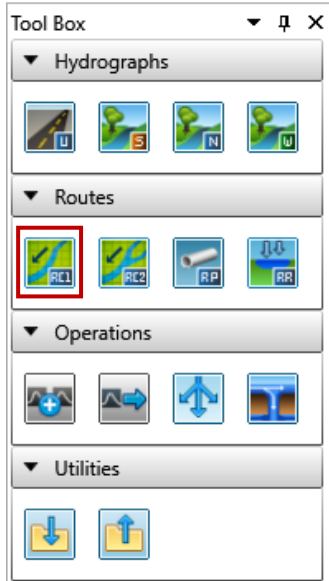 Tool Box
Hydrographs
U S N W
Routes
RC1 RC2 RP RR
Operations
Utilities